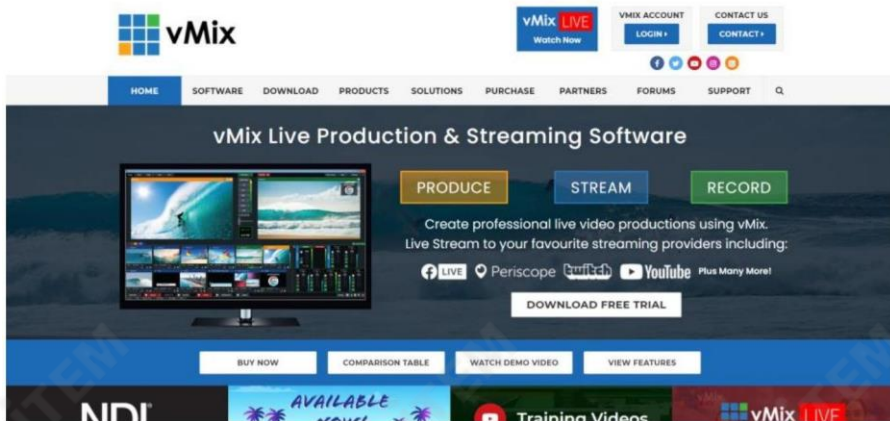 vMix
vMix LIVE
Watch Now
VMIX ACCOUNT
LOGIN
CONTACT US
CONTACT
HOME SOFTWARE DOWNLOAD PRODUCTS SOLUTIONS PURCHASE PARTNERS FORUMS SUPPORT
vMix Live Production & Streaming Software
PRODUCE STREAM RECORD
Create professional live video productions using vMix.
Live Stream to your favourite streaming providers including:
LIVE Periscope twitch YouTube Plus Many More!
DOWNLOAD FREE TRIAL
BUY NOW COMPARISON TABLE WATCH DEMO VIDEO VIEW FEATURES
NDI
AVAILABLE
Training Videos
vMix LIVE